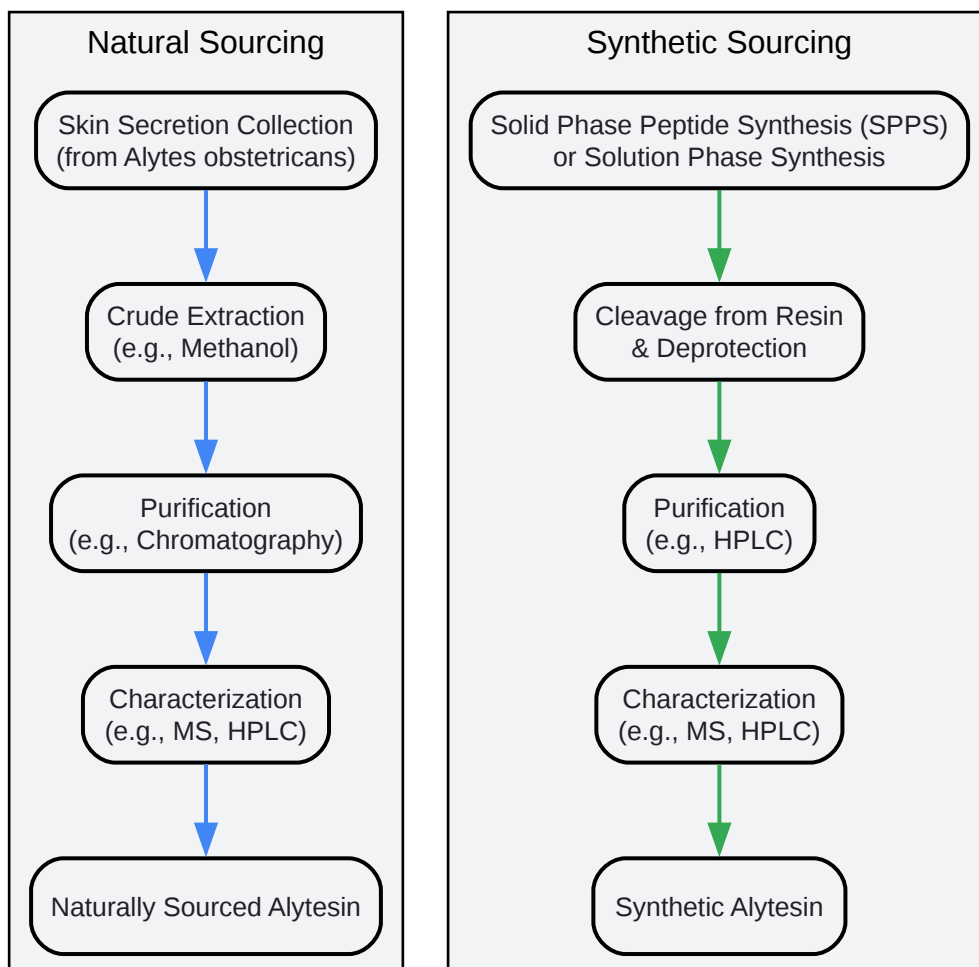 Natural Sourcing
Skin Secretion Collection
(from Alytes obstetricans)
Crude Extraction
(e.g., Methanol)
Purification
(e.g., Chromatography)
Characterization
(e.g., MS, HPLC)
Naturally Sourced Alytesin
Synthetic Sourcing
Solid Phase Peptide Synthesis (SPPS)
or Solution Phase Synthesis
Cleavage from Resin
& Deprotection
Purification
(e.g., HPLC)
Characterization
(e.g., MS, HPLC)
Synthetic Alytesin